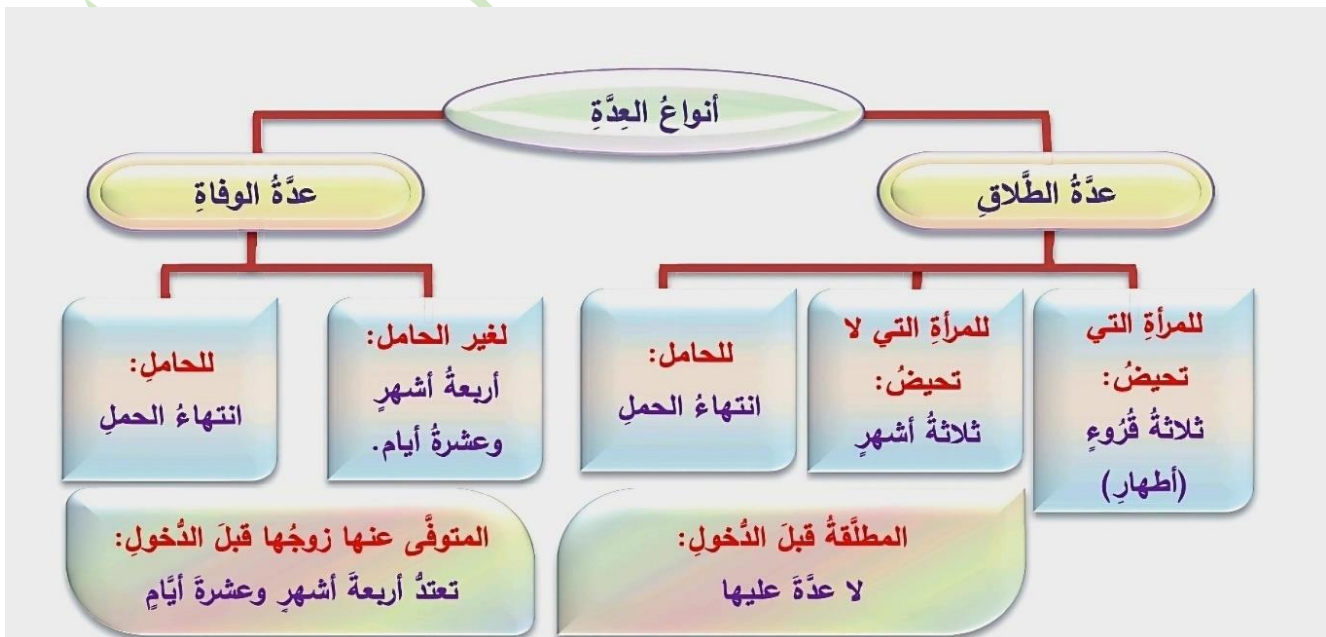 أنواعُ العِدَّةِ
عدَّةُ الطَّلاقِ
عدَّةُ الوفاةِ
للمرأةِ التي
تحيضُ:
ثلاثةُ قُرُوءٍ
(أطهارِ)
للمرأةِ التي لا
تحيضُ:
ثلاثةُ أشهرٍ
للحامل:
انتهاءُ الحملِ
لغير الحامل:
أربعةُ أشهرٍ
وعشرةُ أيام.
للحاملِ:
انتهاءُ الحملِ
المطلَّقةُ قبلَ الدُّخولِ:
لا عدَّةَ عليها
المتوفَّى عنها زوجُها قبلَ الدُّخولِ:
تعتدُّ أربعةَ أشهرٍ وعشرةَ أيَّامٍ